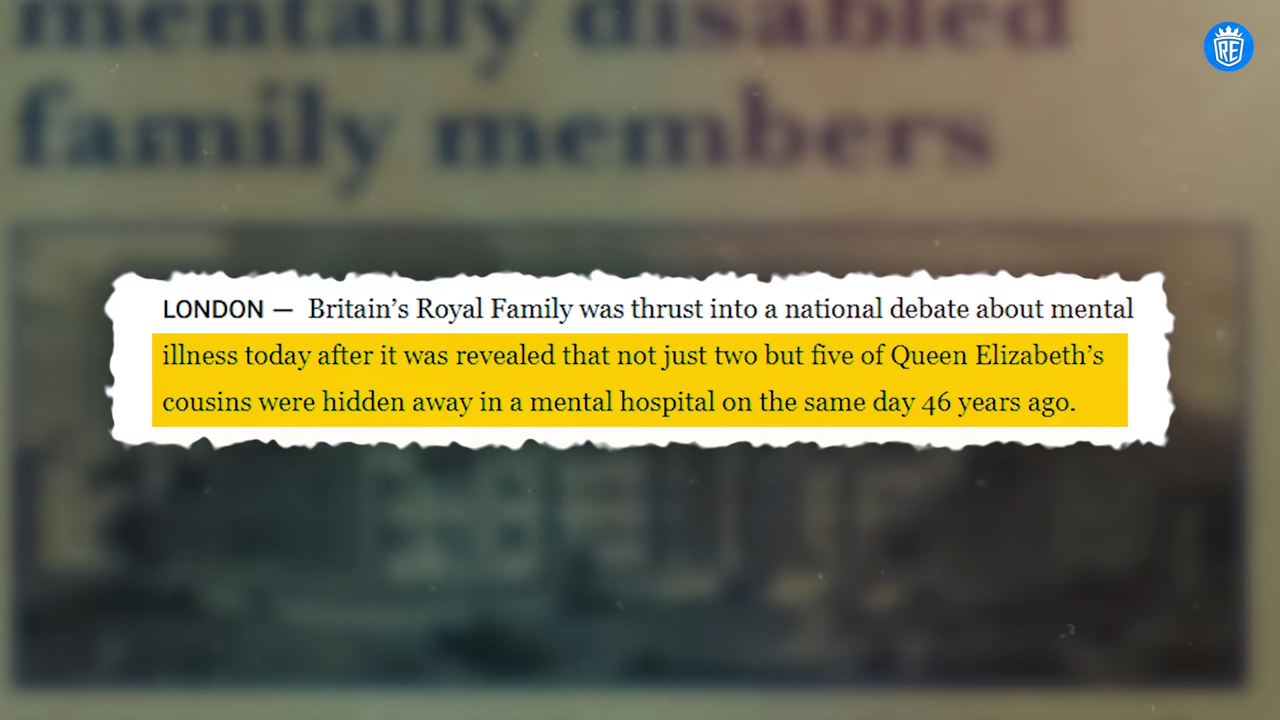 mentally disabled
family members
RE
LONDON — Britain’s Royal Family was thrust into a national debate about mental
illness today after it was revealed that not just two but five of Queen Elizabeth’s
cousins were hidden away in a mental hospital on the same day 46 years ago.